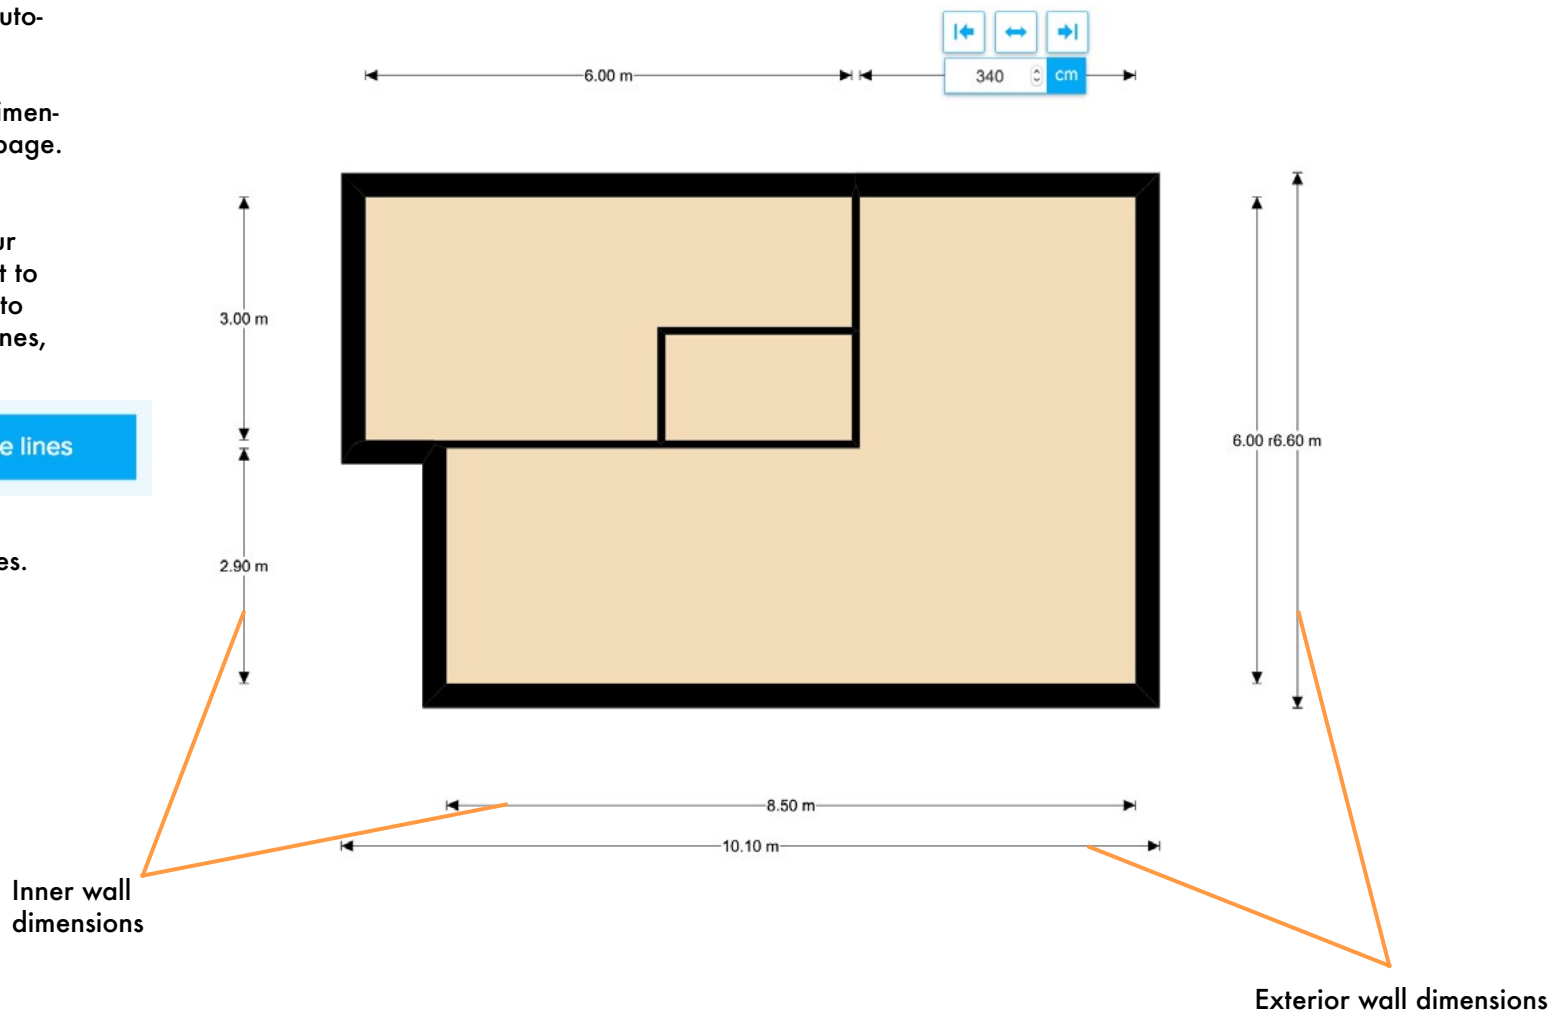 uto-
imen-
page.
ur
t to
to
nes,
e lines
es.
6.00 m
340
cm
3.00 m
2.90 m
6.00 r6.60 m
8.50 m
10.10 m
Inner wall
dimensions
Exterior wall dimensions